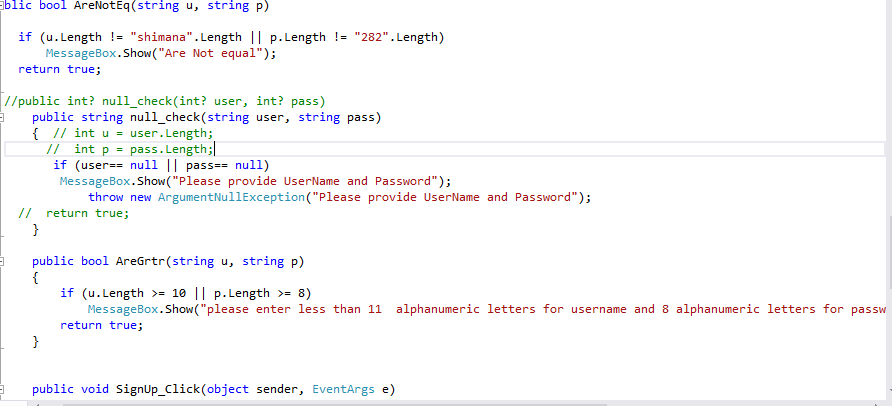 blic bool AreNotEq(string u, string p)
if (u.Length != "shimana".Length || p.Length != "282".Length)
MessageBox.Show("Are Not equal");
return true;
//public int? null_check(int? user, int? pass)
public string null_check(string user, string pass)
{ // int u = user.Length;
// int p = pass.Length;
if (user== null || pass== null)
MessageBox.Show("Please provide UserName and Password");
throw new ArgumentNullException("Please provide UserName and Password");
// return true;
}
public bool AreGrtr(string u, string p)
{
if (u.Length >= 10 || p.Length >= 8)
MessageBox.Show("please enter less than 11  alphanumeric letters for username and 8 alphanumeric letters for passw
return true;
}
public void SignUp_Click(object sender, EventArgs e)